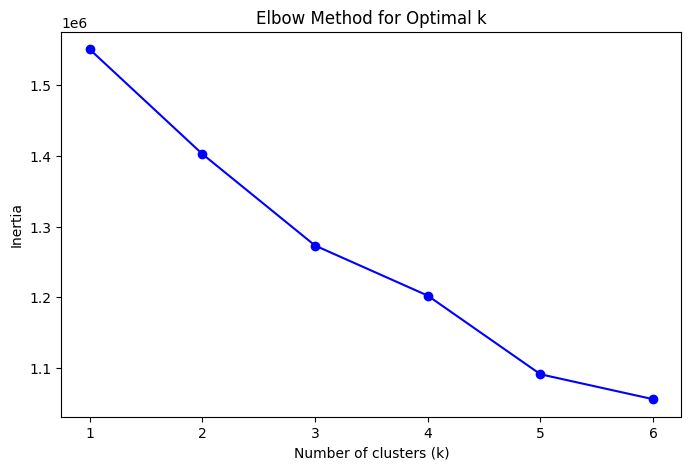 Elbow Method for Optimal k
1e6
1.5
1.4
1.3
1.2
1.1
Inertia
1 2 3 4 5 6
Number of clusters (k)